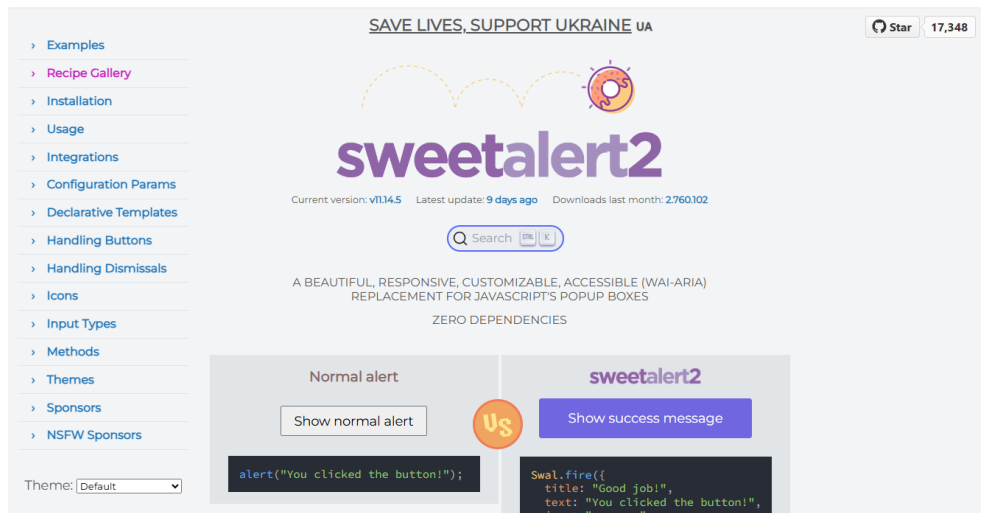 SAVE LIVES, SUPPORT UKRAINE UA
Star 17,348
› Examples
› Recipe Gallery
› Installation
› Usage
› Integrations
› Configuration Params
› Declarative Templates
› Handling Buttons
› Handling Dismissals
› Icons
› Input Types
› Methods
› Themes
› Sponsors
› NSFW Sponsors
Theme: Default
sweetalert2
Current version: v11.14.5 Latest update: 9 days ago Downloads last month: 2.760.102
Search CTRL K
A BEAUTIFUL, RESPONSIVE, CUSTOMIZABLE, ACCESSIBLE (WAI-ARIA)
REPLACEMENT FOR JAVASCRIPT'S POPUP BOXES
ZERO DEPENDENCIES
Normal alert
Show normal alert
alert("You clicked the button!");
VS
sweetalert2
Show success message
Swal.fire({
title: "Good job!",
text: "You clicked the button!",